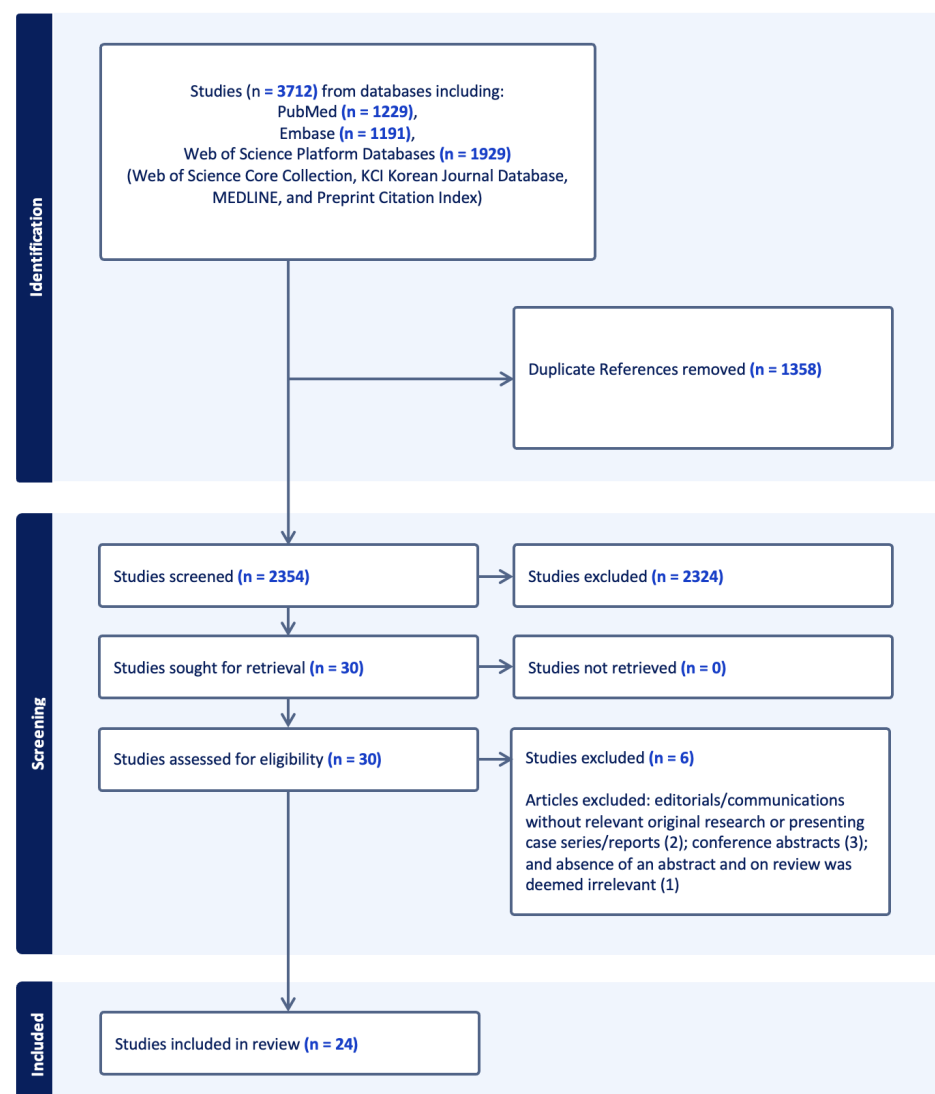 Identification
Studies (n = 3712) from databases including:
PubMed (n = 1229),
Embase (n = 1191),
Web of Science Platform Databases (n = 1929)
(Web of Science Core Collection, KCI Korean Journal Database,
MEDLINE, and Preprint Citation Index)
Duplicate References removed (n = 1358)
Screening
Studies screened (n = 2354)
Studies excluded (n = 2324)
Studies sought for retrieval (n = 30)
Studies not retrieved (n = 0)
Studies assessed for eligibility (n = 30)
Studies excluded (n = 6)
Articles excluded: editorials/communications
without relevant original research or presenting
case series/reports (2); conference abstracts (3);
and absence of an abstract and on review was
deemed irrelevant (1)
Included
Studies included in review (n = 24)